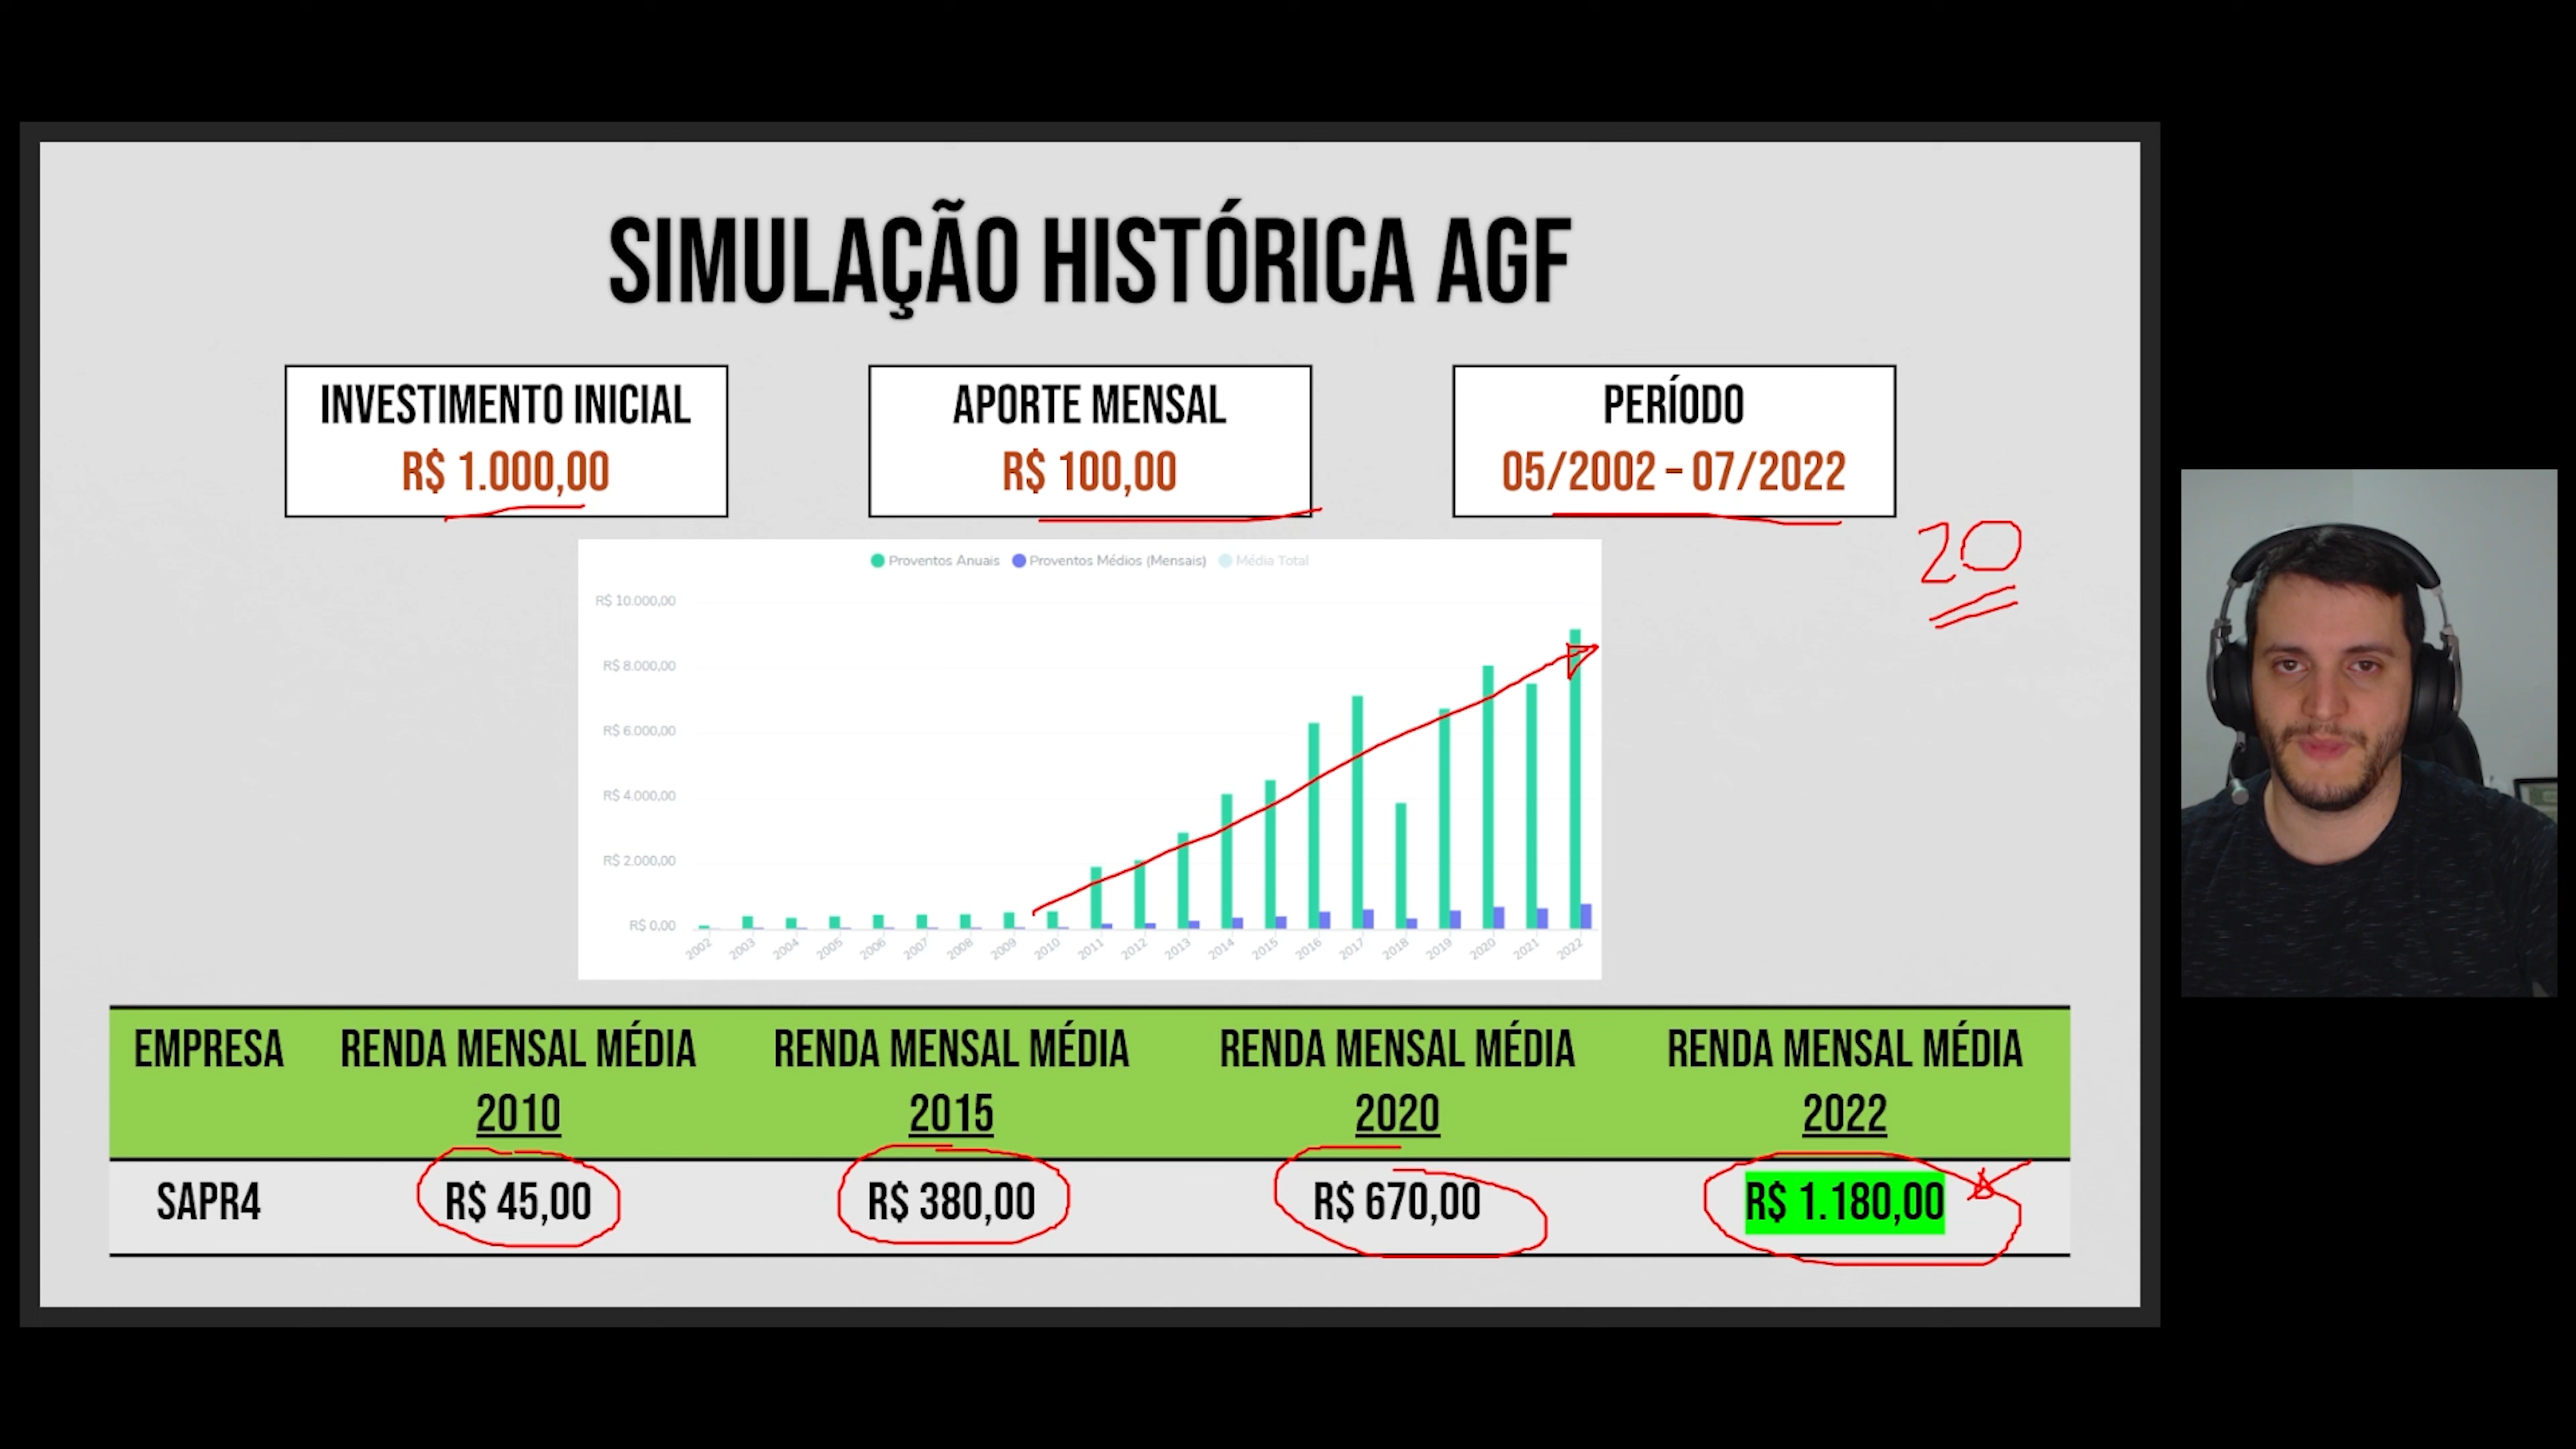 SIMULAÇÃO HISTÓRICA AGF
INVESTIMENTO INICIAL
R$ 1.000,00
APORTE MENSAL
R$ 100,00
PERÍODO
05/2002 – 07/2022
20
Proventos Anuais Proventos Médios (Mensais) Média Total
R$ 10.000,00
R$ 8.000,00
R$ 6.000,00
R$ 4.000,00
R$ 2.000,00
R$ 0,00
2002 2003 2004 2005 2006 2007 2008 2009 2010 2011 2012 2013 2014 2015 2016 2017 2018 2019 2020 2021 2022
EMPRESA RENDA MENSAL MÉDIA RENDA MENSAL MÉDIA RENDA MENSAL MÉDIA RENDA MENSAL MÉDIA
2010 2015 2020 2022
SAPR4 R$ 45,00 R$ 380,00 R$ 670,00 R$ 1.180,00